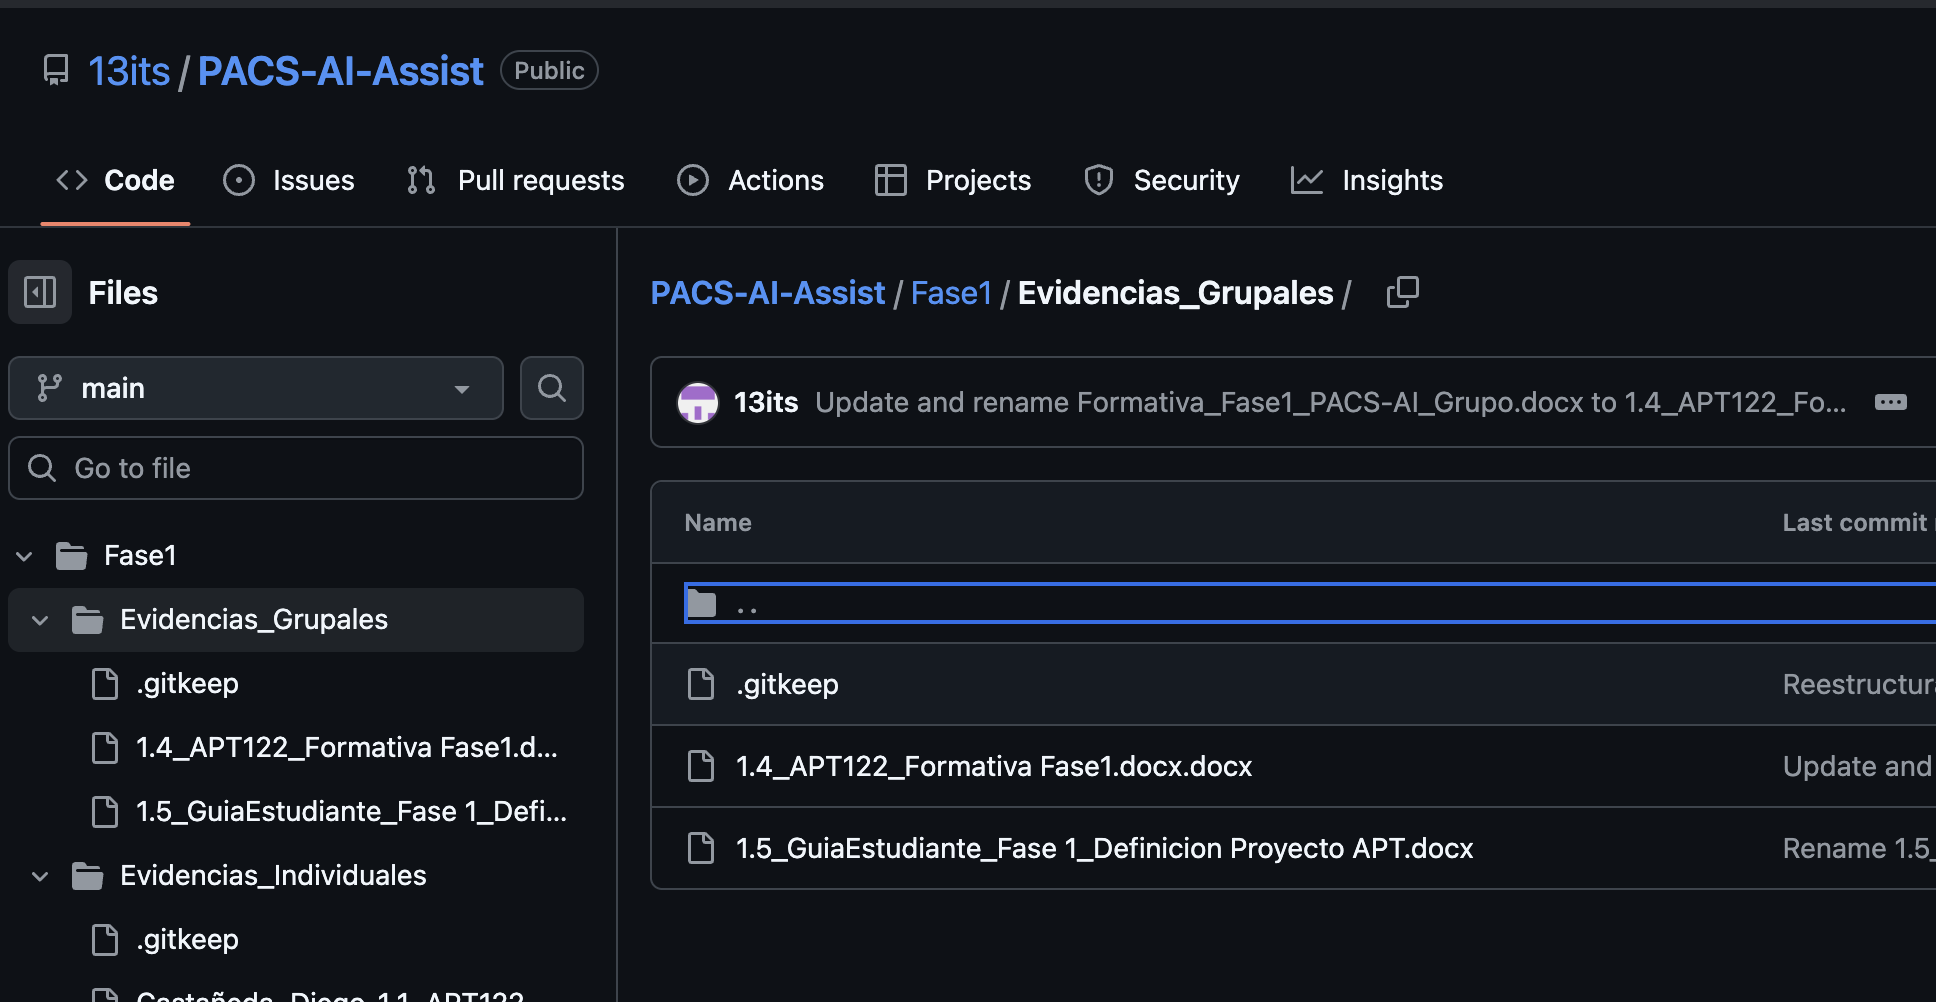 13its / PACS-AI-Assist Public
Code Issues Pull requests Actions Projects Security Insights
Files
main
Go to file
Fase1
Evidencias_Grupales
.gitkeep
1.4_APT122_Formativa Fase1.d...
1.5_GuiaEstudiante_Fase 1_Defi...
Evidencias_Individuales
.gitkeep
Castañeda_Diego_1.1_APT122
PACS-AI-Assist / Fase1 / Evidencias_Grupales /
13its Update and rename Formativa_Fase1_PACS-AI_Grupo.docx to 1.4_APT122_Fo...
Name Last commit
..
.gitkeep Reestructur
1.4_APT122_Formativa Fase1.docx.docx Update and
1.5_GuiaEstudiante_Fase 1_Definicion Proyecto APT.docx Rename 1.5_